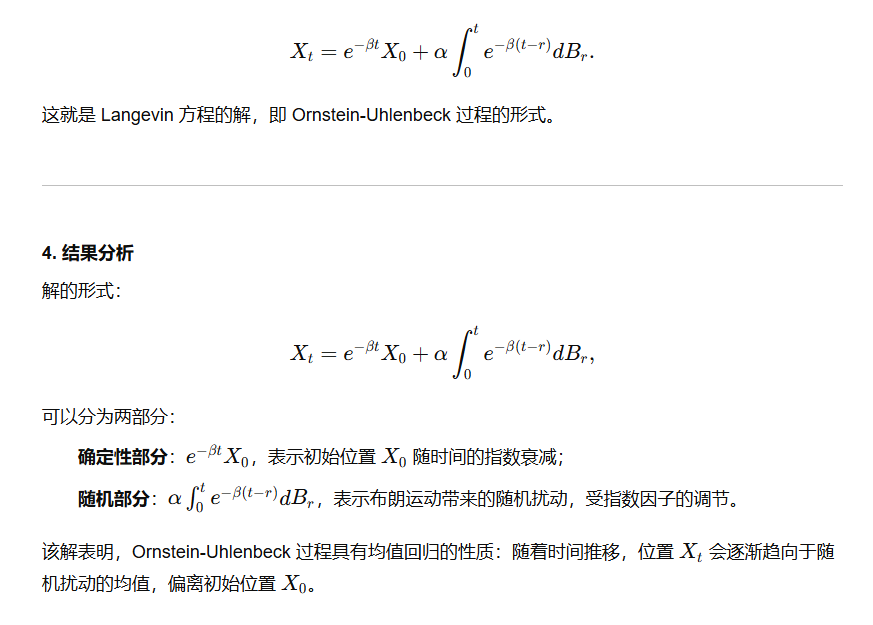 $X_t = e^{-\beta t} X_0 + \alpha \int_0^t e^{-\beta(t-r)} dB_r.$
这就是 Langevin 方程的解，即 Ornstein-Uhlenbeck 过程的形式。
4. 结果分析
解的形式：
$X_t = e^{-\beta t} X_0 + \alpha \int_0^t e^{-\beta(t-r)} dB_r,$
可以分为两部分：
确定性部分：$e^{-\beta t} X_0$，表示初始位置 $X_0$ 随时间的指数衰减；
随机部分：$\alpha \int_0^t e^{-\beta(t-r)} dB_r$，表示布朗运动带来的随机扰动，受指数因子的调节。
该解表明，Ornstein-Uhlenbeck 过程具有均值回归的性质：随着时间推移，位置 $X_t$ 会逐渐趋向于随
机扰动的均值，偏离初始位置 $X_0$。